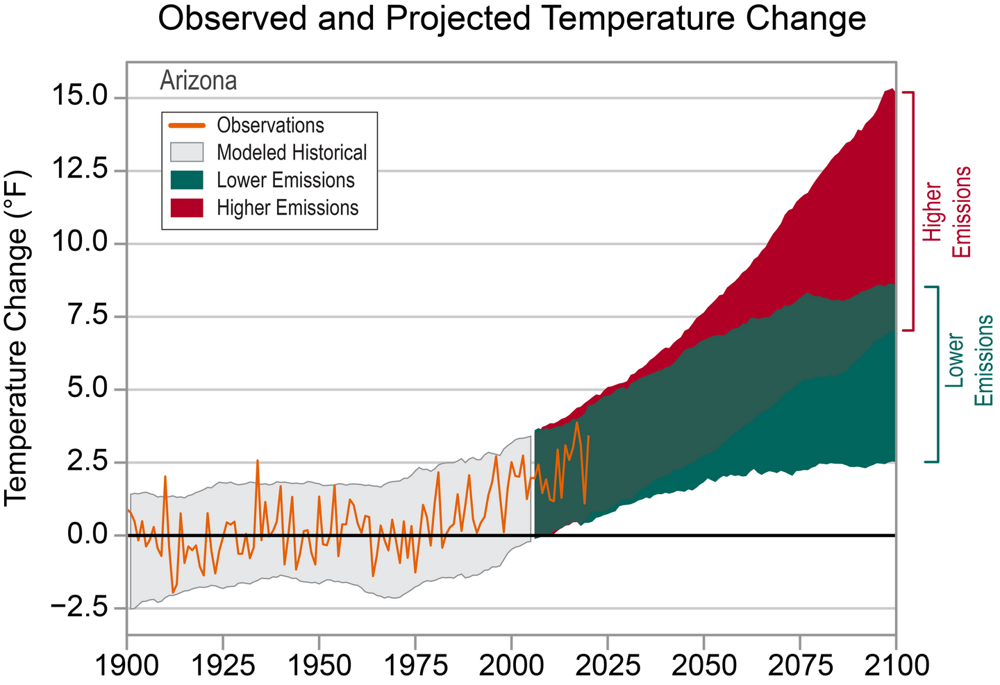 Observed and Projected Temperature Change
Arizona
Observations
Modeled Historical
Lower Emissions
Higher Emissions
Temperature Change (°F)
15.0
12.5
10.0
7.5
5.0
2.5
0.0
−2.5
1900 1925 1950 1975 2000 2025 2050 2075 2100
Higher
Emissions
Lower
Emissions